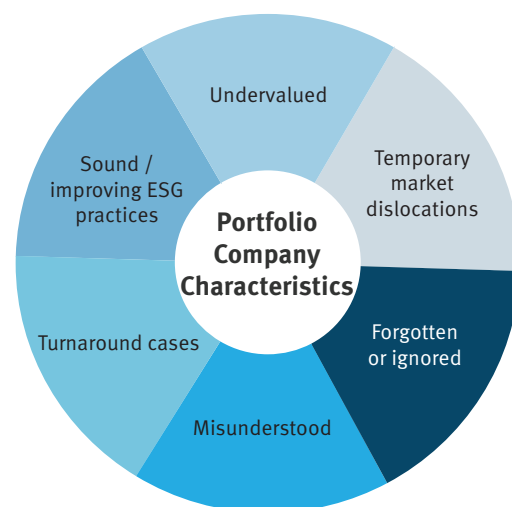 Undervalued
Temporary
market
dislocations
Forgotten
or ignored
Misunderstood
Turnaround cases
Sound /
improving ESG
practices
Portfolio
Company
Characteristics